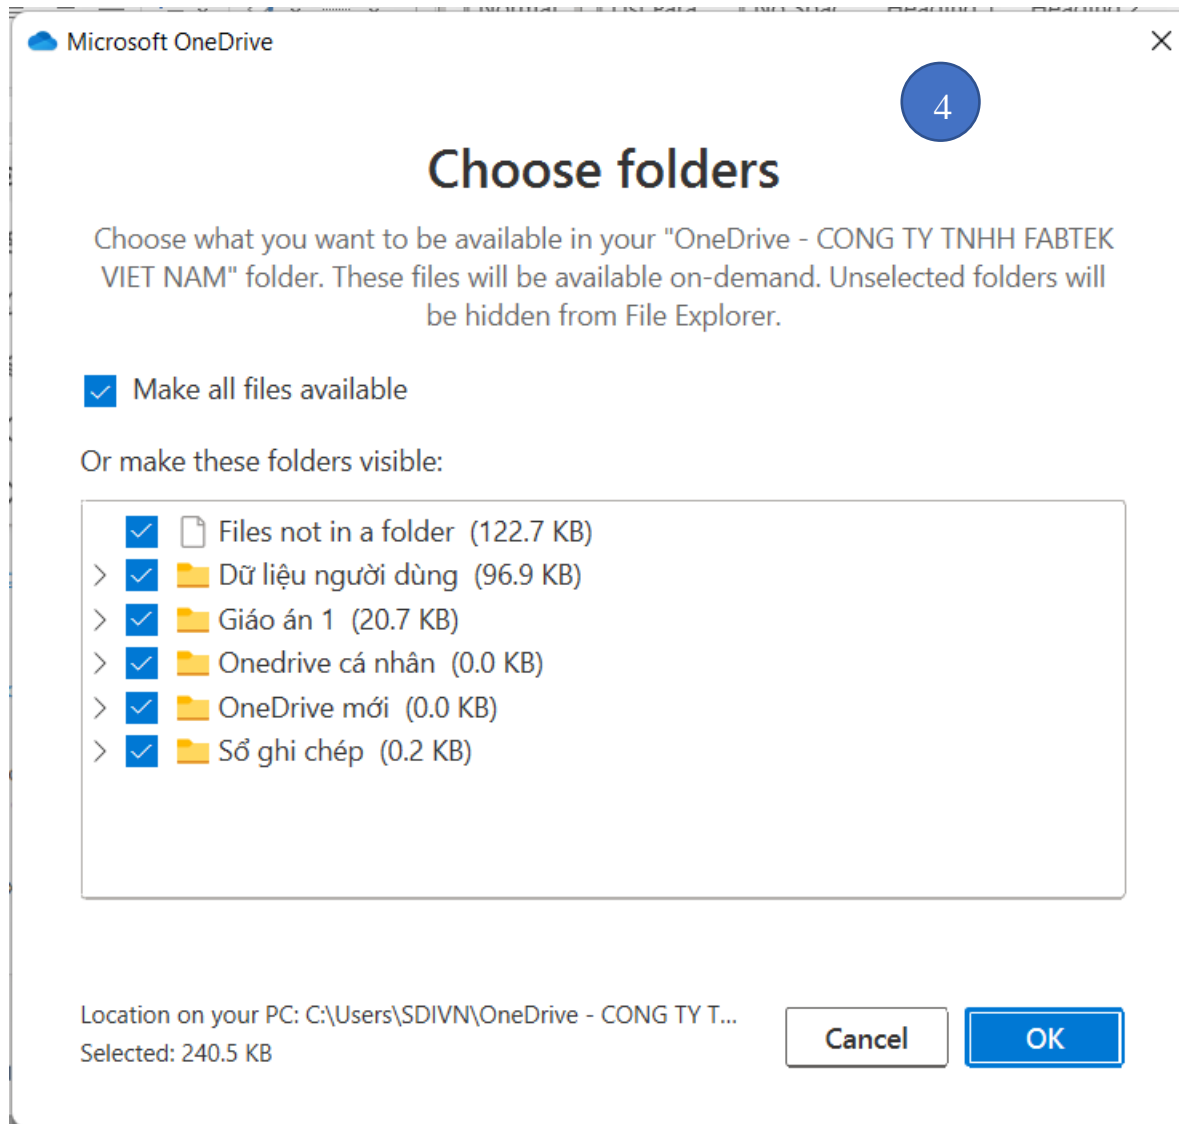 Microsoft OneDrive
4
Choose folders
Choose what you want to be available in your "OneDrive - CONG TY TNHH FABTEK
VIET NAM" folder. These files will be available on-demand. Unselected folders will
be hidden from File Explorer.
Make all files available
Or make these folders visible:
Files not in a folder (122.7 KB)
Dữ liệu người dùng (96.9 KB)
Giáo án 1 (20.7 KB)
Onedrive cá nhân (0.0 KB)
OneDrive mới (0.0 KB)
Sổ ghi chép (0.2 KB)
Location on your PC: C:\Users\SDIVN\OneDrive - CONG TY T...
Selected: 240.5 KB
Cancel
OK